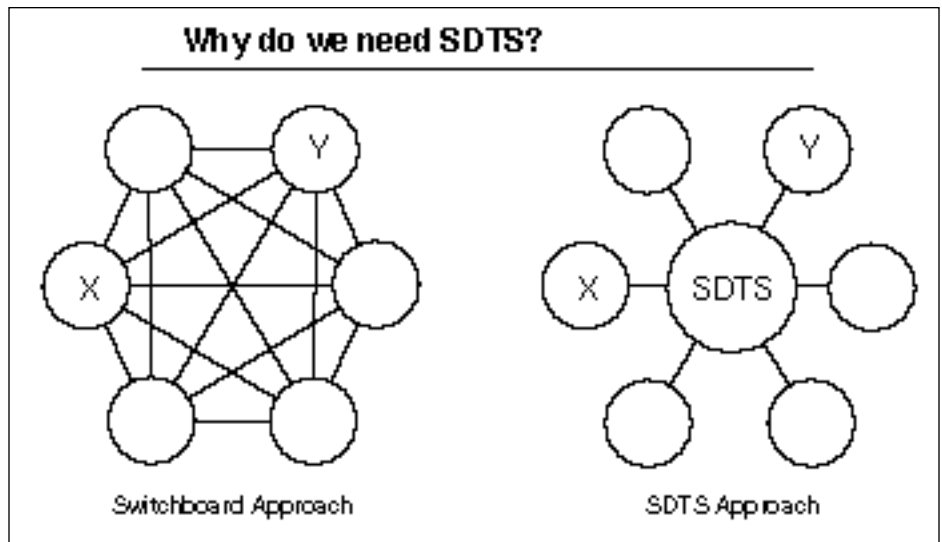 Why do we need SDTS?
Y
X
Y
X
SDTS
Switchboard Approach
SDTS Approach